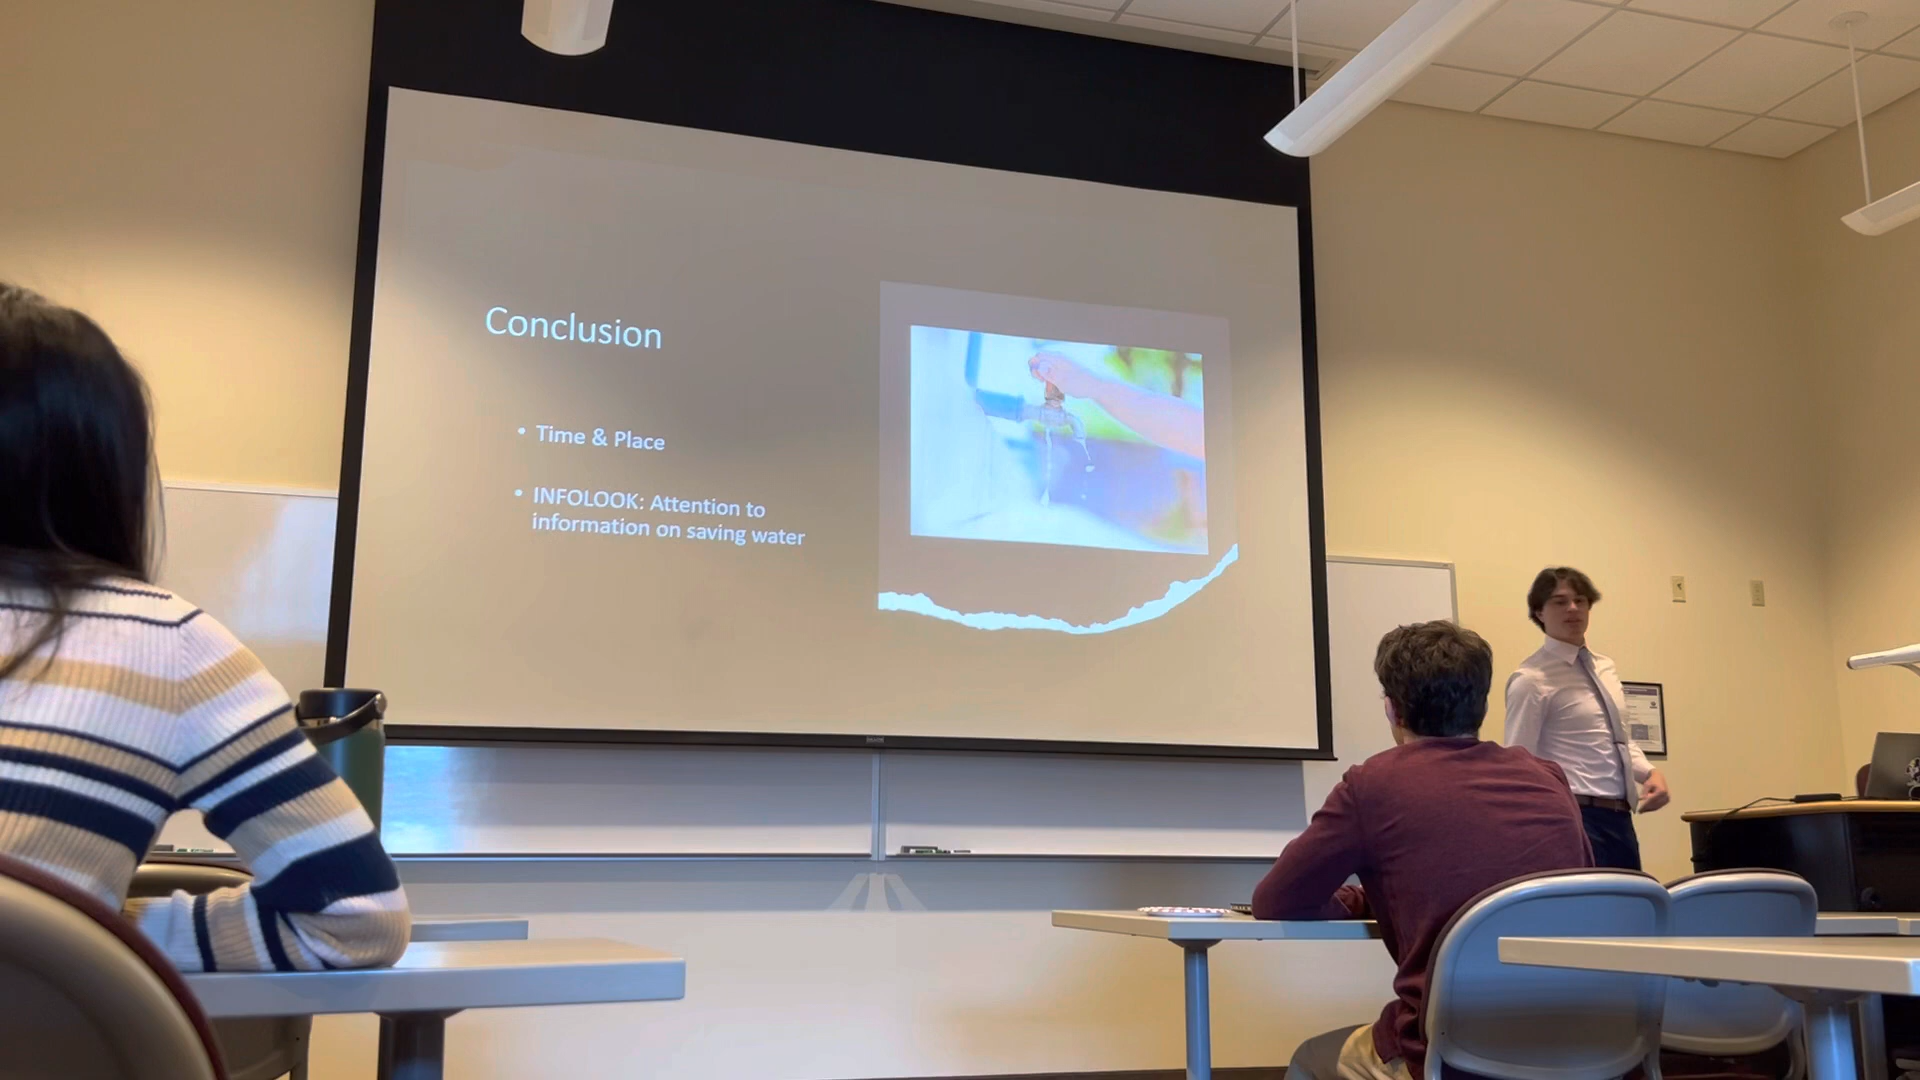 Conclusion
• Time & Place
• INFOLOOK: Attention to
information on saving water